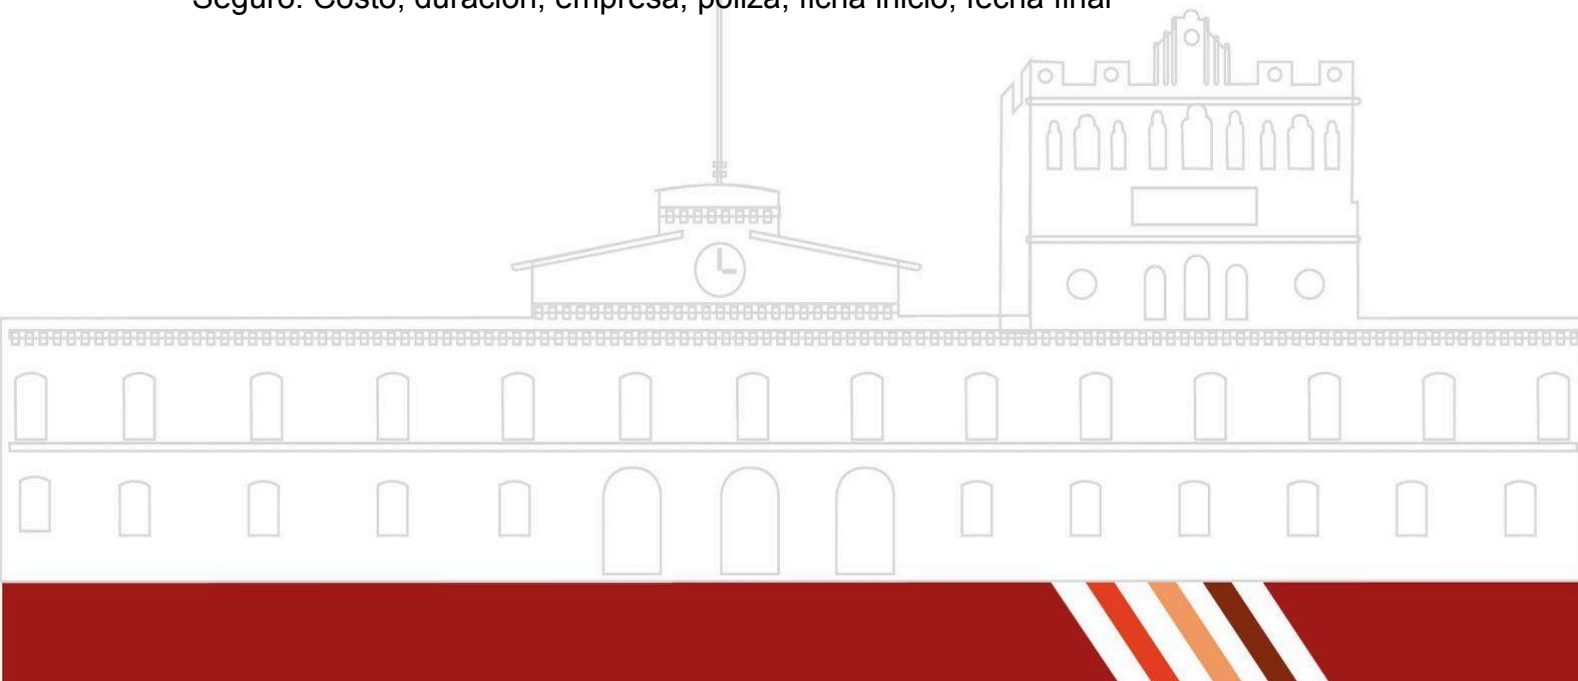 Seguro: Costo, duración, empresa, póliza, ficha inicio, fecha final